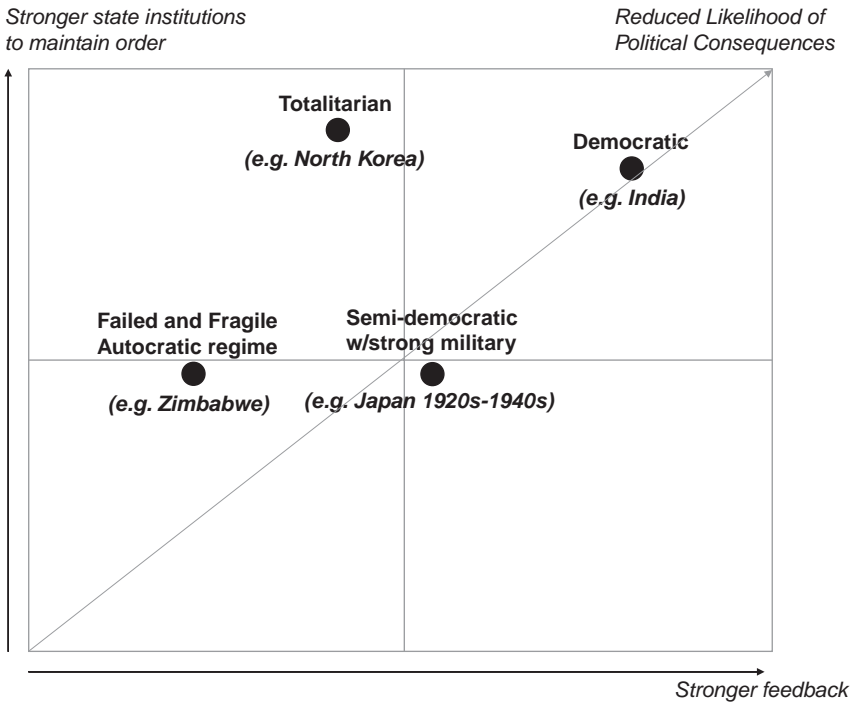 Stronger state institutions
to maintain order
Reduced Likelihood of
Political Consequences
Totalitarian
(e.g. North Korea)
Democratic
(e.g. India)
Failed and Fragile
Autocratic regime
(e.g. Zimbabwe)
Semi-democratic
w/strong military
(e.g. Japan 1920s-1940s)
Stronger feedback